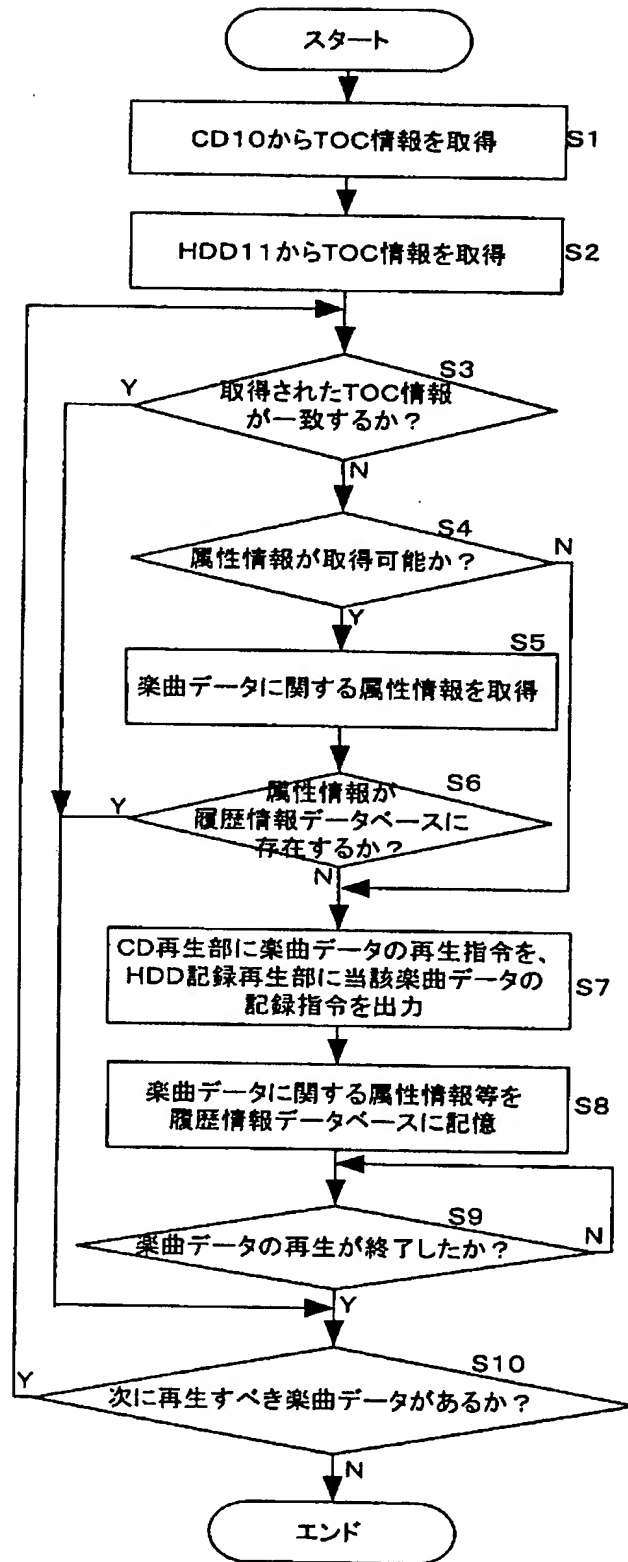 スタート
CD10からTOC情報を取得
S1
HDD11からTOC情報を取得
S2
S3
Y
取得されたTOC情報
が一致するか?
N
S4
属性情報が取得可能か?
N
Y
S5
楽曲データに関する属性情報を取得
S6
Y
属性情報が
履歴情報データベースに
存在するか?
N
CD再生部に楽曲データの再生指令を、
HDD記録再生部に当該楽曲データの
記録指令を出力
S7
楽曲データに関する属性情報等を
履歴情報データベースに記憶
S8
S9
楽曲データの再生が終了したか?
N
Y
S10
Y
次に再生すべき楽曲データがあるか?
N
エンド